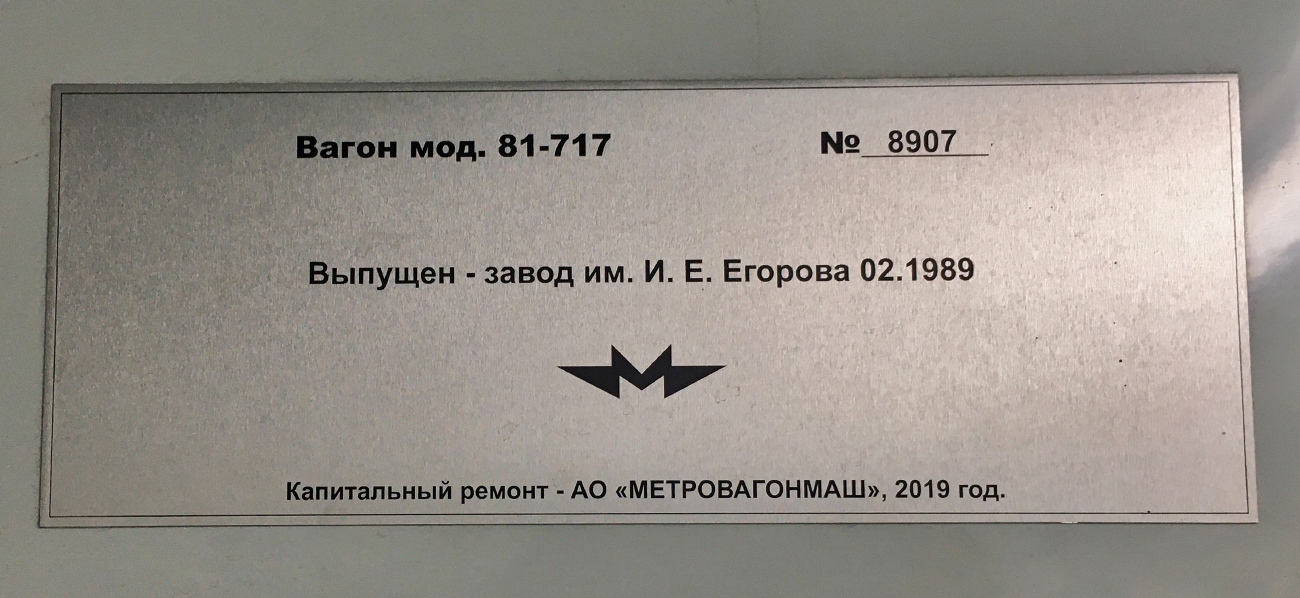 Вагон мод. 81-717 № 8907
Выпущен - завод им. И. Е. Егорова 02.1989
Капитальный ремонт - АО «МЕТРОВАГОНМАШ», 2019 год.